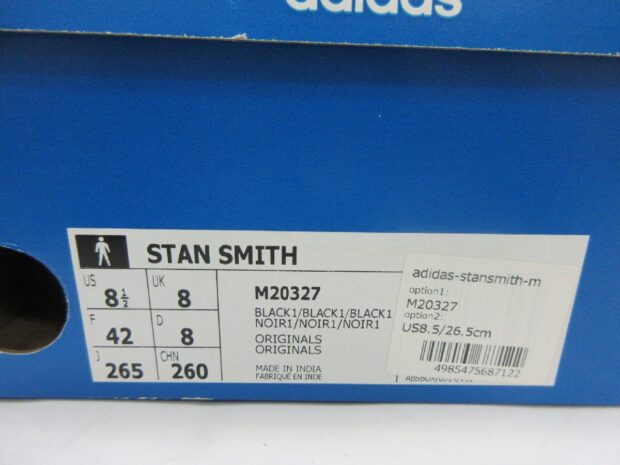 adidas
STAN SMITH
US 8½ UK 8
F 42 D 8
J 265 CHN 260
M20327
BLACK1/BLACK1/BLACK1
NOIR1/NOIR1/NOIR1
ORIGINALS
ORIGINALS
MADE IN INDIA
FABRIQUÉ EN INDE
adidas-stansmith-m
option1:
M20327
option2:
US8.5/26.5cm
4985475687122